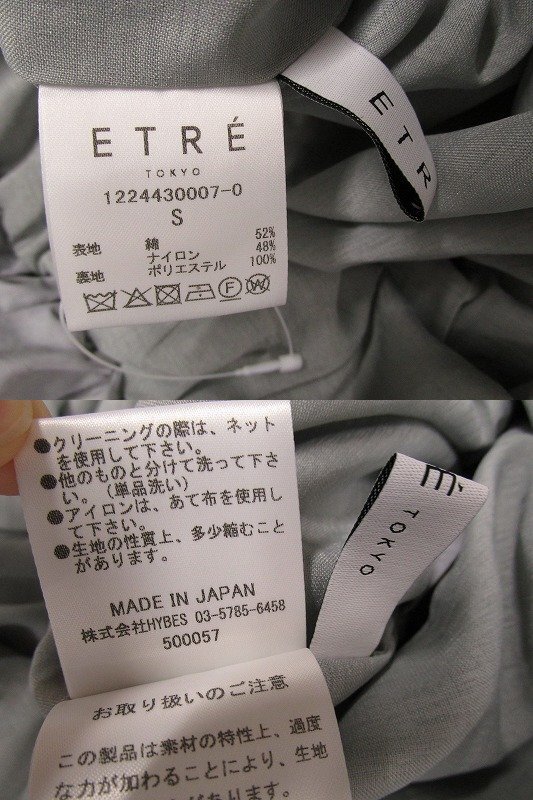 ETRÉ
TOKYO
1224430007-0
S
表地 綿 52%
ナイロン 48%
裏地 ポリエステル 100%
ETR
●クリーニングの際は、ネット
を使用して下さい。
●他のものと分けて洗って下さ
い。(単品洗い)
●アイロンは、あて布を使用し
て下さい。
●生地の性質上、多少縮むこと
があります。
MADE IN JAPAN
株式会社HYBES 03-5785-6458
500057
É
TOKYO
お取り扱いのご注意
この製品は素材の特性上、過度
な力が加わることにより、生地